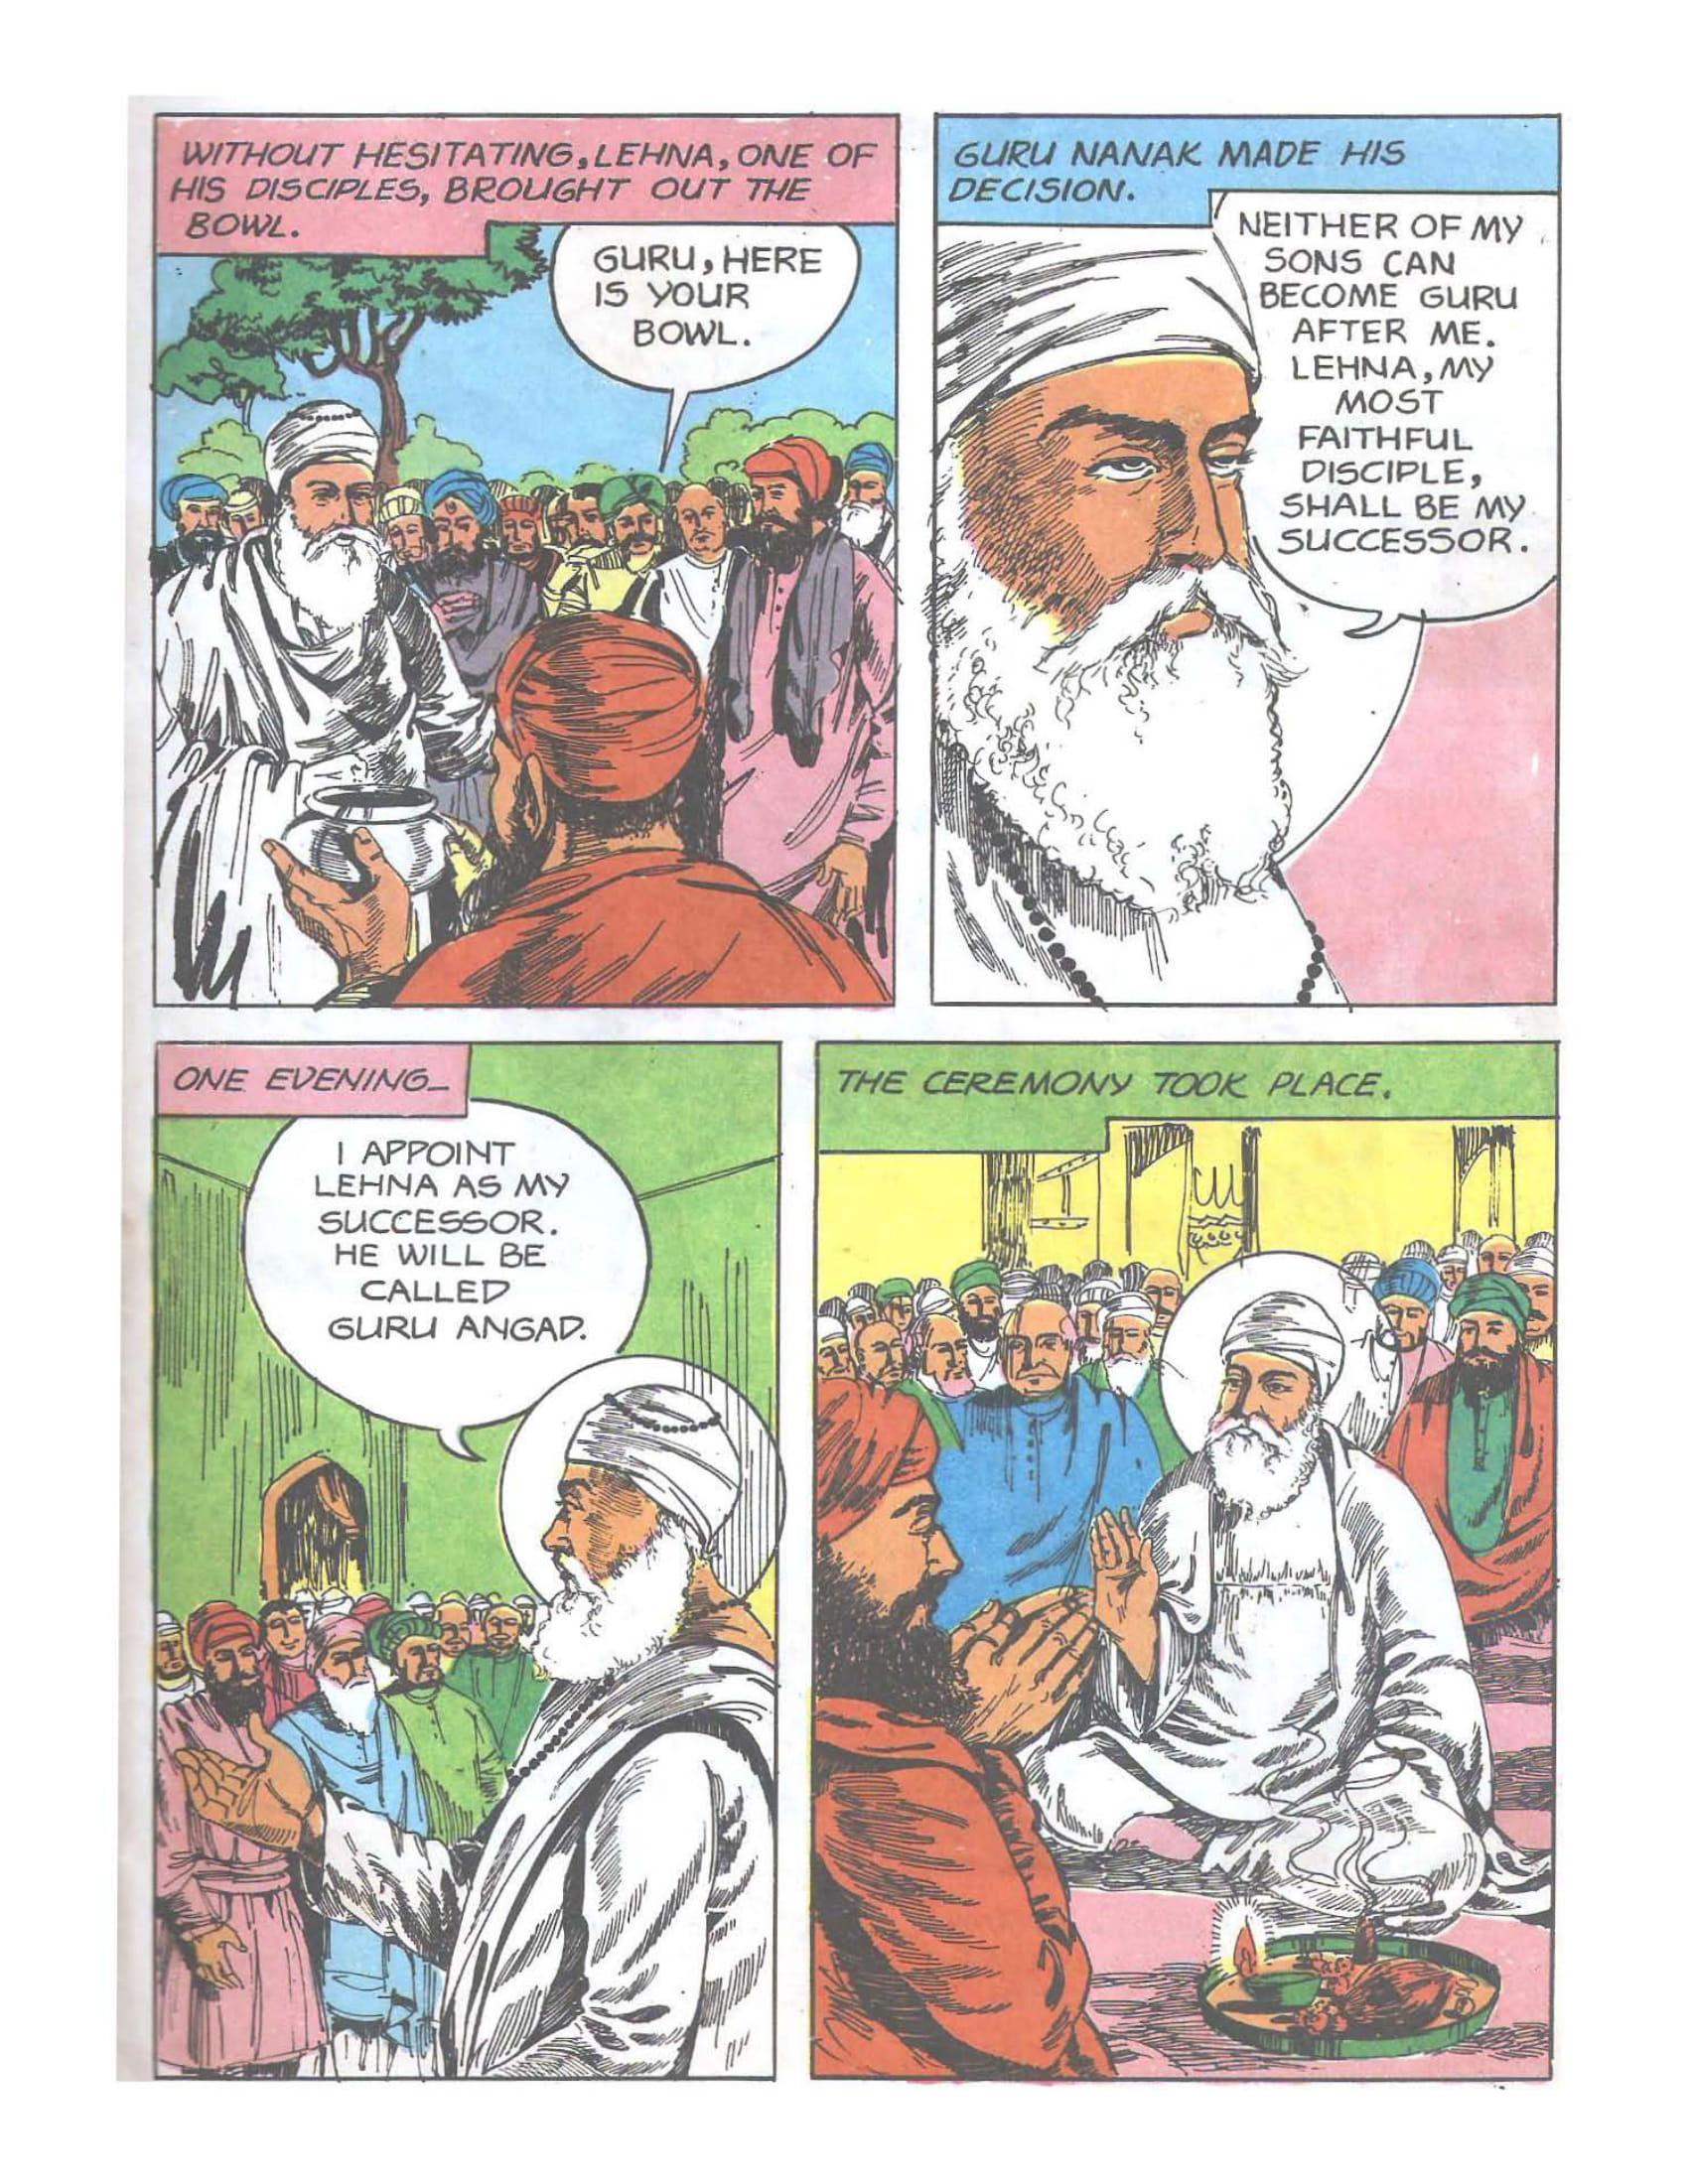 WITHOUT HESITATING, LEHNA, ONE OF
HIS DISCIPLES, BROUGHT OUT THE
BOWL.
GURU, HERE
IS YOUR
BOWL.
GURU NANAK MADE HIS
DECISION.
NEITHER OF MY
SONS CAN
BECOME GURU
AFTER ME.
LEHNA, MY
MOST
FAITHFUL
DISCIPLE,
SHALL BE MY
SUCCESSOR.
ONE EVENING—
I APPOINT
LEHNA AS MY
SUCCESSOR.
HE WILL BE
CALLED
GURU ANGAD.
THE CEREMONY TOOK PLACE.